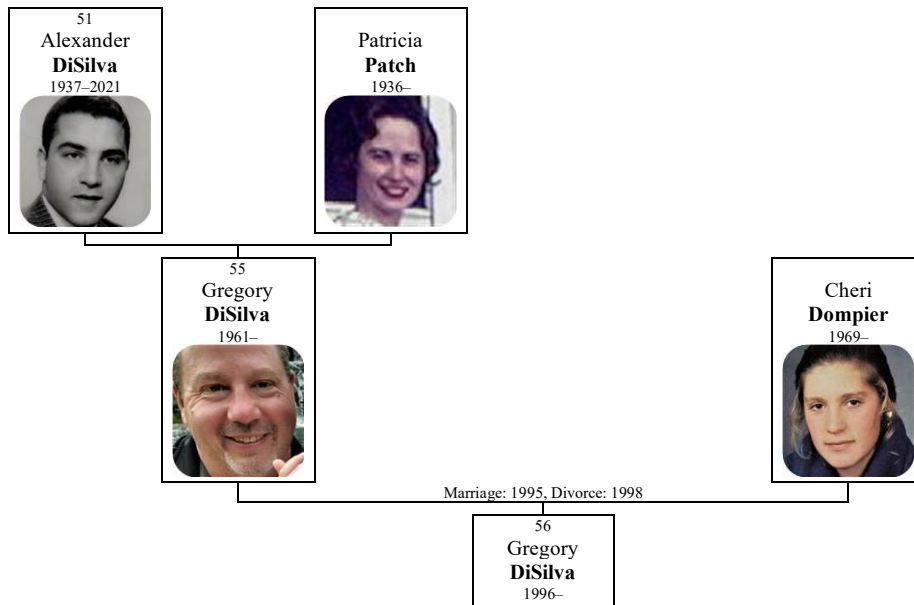 51
Alexander
DiSilva
1937–2021
Patricia
Patch
1936–
55
Gregory
DiSilva
1961–
Cheri
Dompier
1969–
Marriage: 1995, Divorce: 1998
56
Gregory
DiSilva
1996–